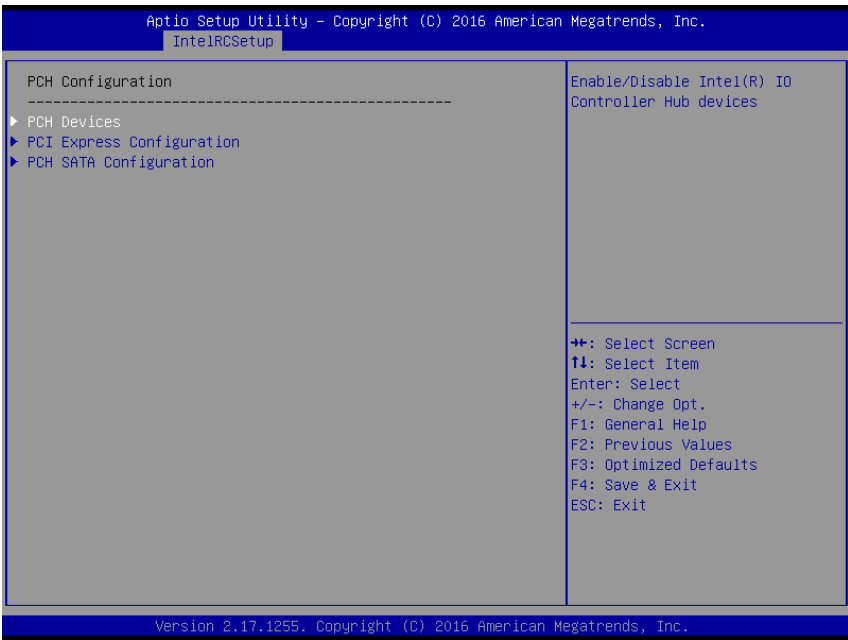 Aptio Setup Utility – Copyright (C) 2016 American Megatrends, Inc.
IntelRCSetup
PCH Configuration
--------------------------------------------------
PCH Devices
PCI Express Configuration
PCH SATA Configuration
Enable/Disable Intel(R) IO
Controller Hub devices
→←: Select Screen
↑↓: Select Item
Enter: Select
+/-: Change Opt.
F1: General Help
F2: Previous Values
F3: Optimized Defaults
F4: Save & Exit
ESC: Exit
Version 2.17.1255. Copyright (C) 2016 American Megatrends, Inc.